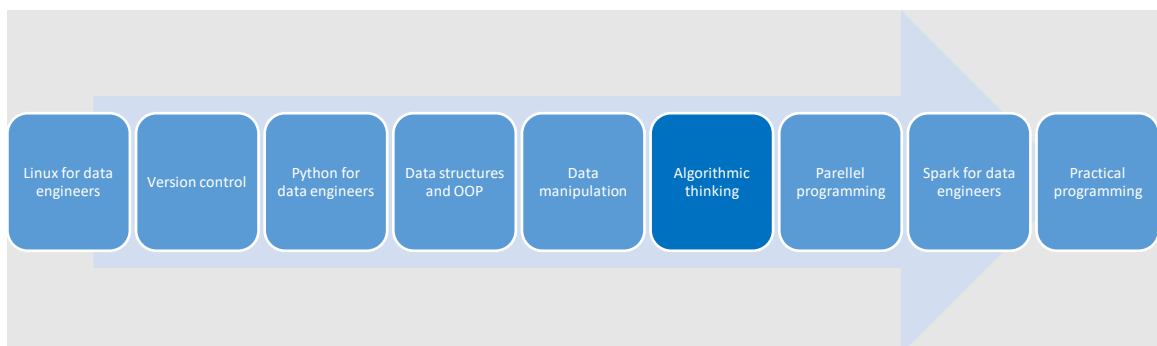 Linux for data
engineers
Version control
Python for
data engineers
Data structures
and OOP
Data
manipulation
Algorithmic
thinking
Parellel
programming
Spark for data
engineers
Practical
programming